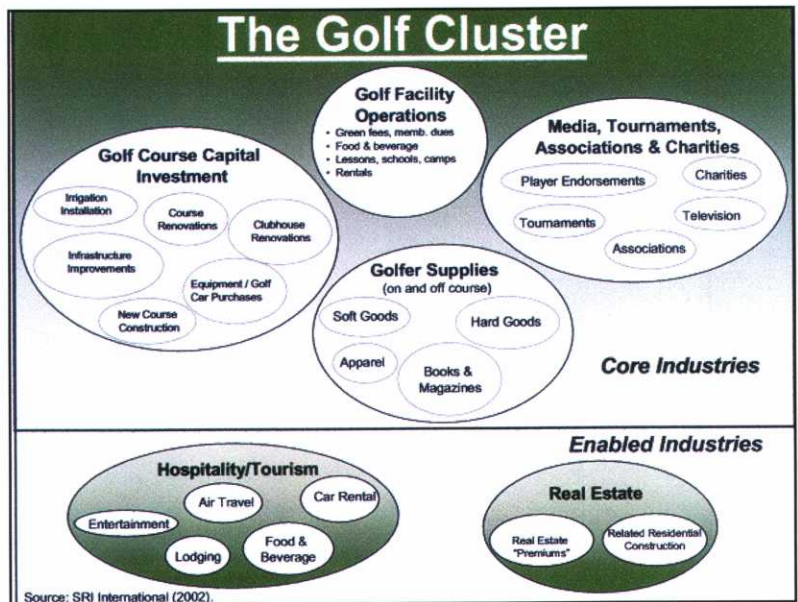 The Golf Cluster
Golf Facility
Operations
• Green fees, memb. dues
• Food & beverage
• Lessons, schools, camps
• Rentals
Golf Course Capital
Investment
Irrigation
Installation
Course
Renovations
Clubhouse
Renovations
Infrastructure
Improvements
Equipment / Golf
Car Purchases
New Course
Construction
Media, Tournaments,
Associations & Charities
Player Endorsements
Charities
Tournaments
Television
Associations
Golfer Supplies
(on and off course)
Soft Goods
Hard Goods
Apparel
Books &
Magazines
Core Industries
Enabled Industries
Hospitality/Tourism
Air Travel
Car Rental
Entertainment
Lodging
Food &
Beverage
Real Estate
Real Estate
"Premiums"
Related Residential
Construction
Source: SRI International (2002).